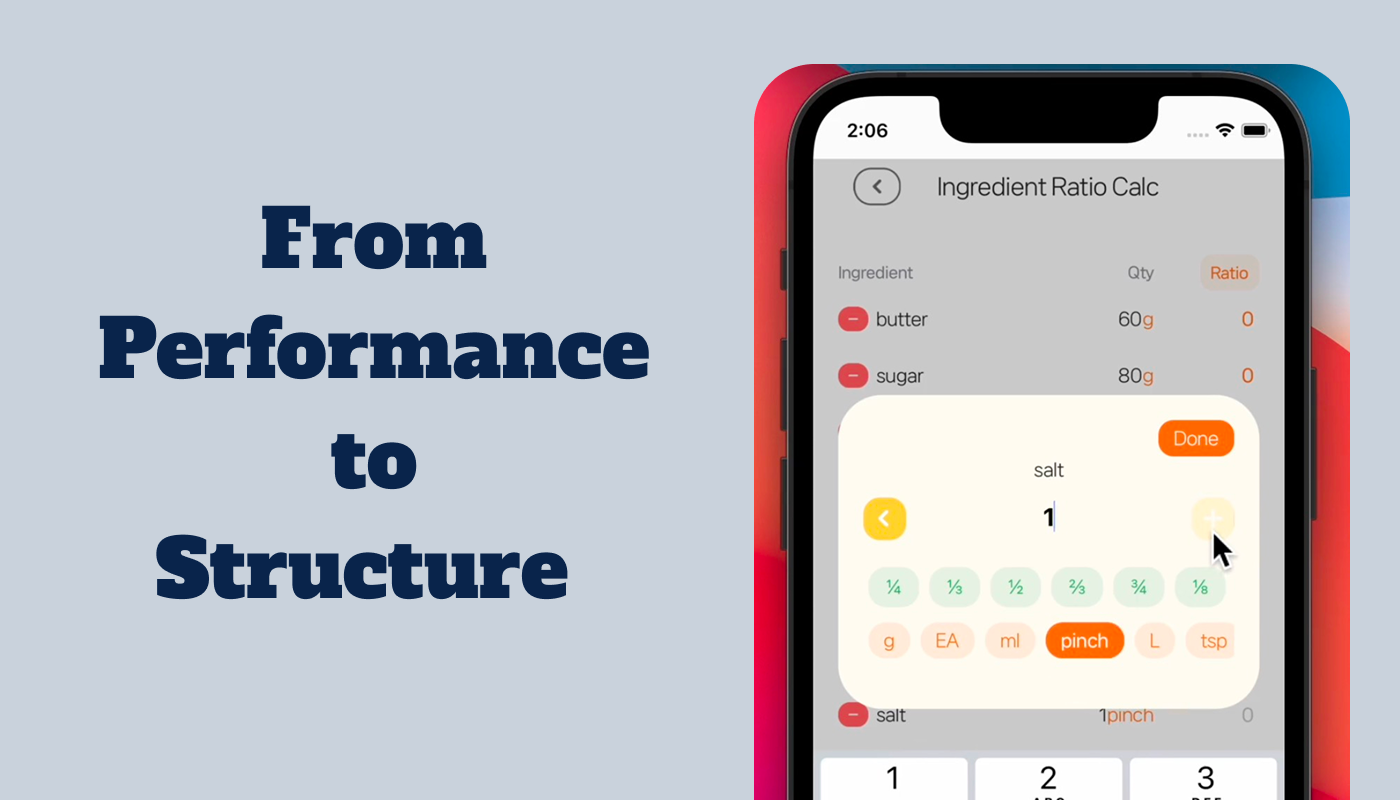 From
Performance
to
Structure
2:06
Ingredient Ratio Calc
Ingredient Qty Ratio
butter 60g 0
sugar 80g 0
Done
salt
1
¼ ⅓ ½ ⅔ ¾ ⅛
g EA ml pinch L tsp
salt 1pinch 0
1 2 3